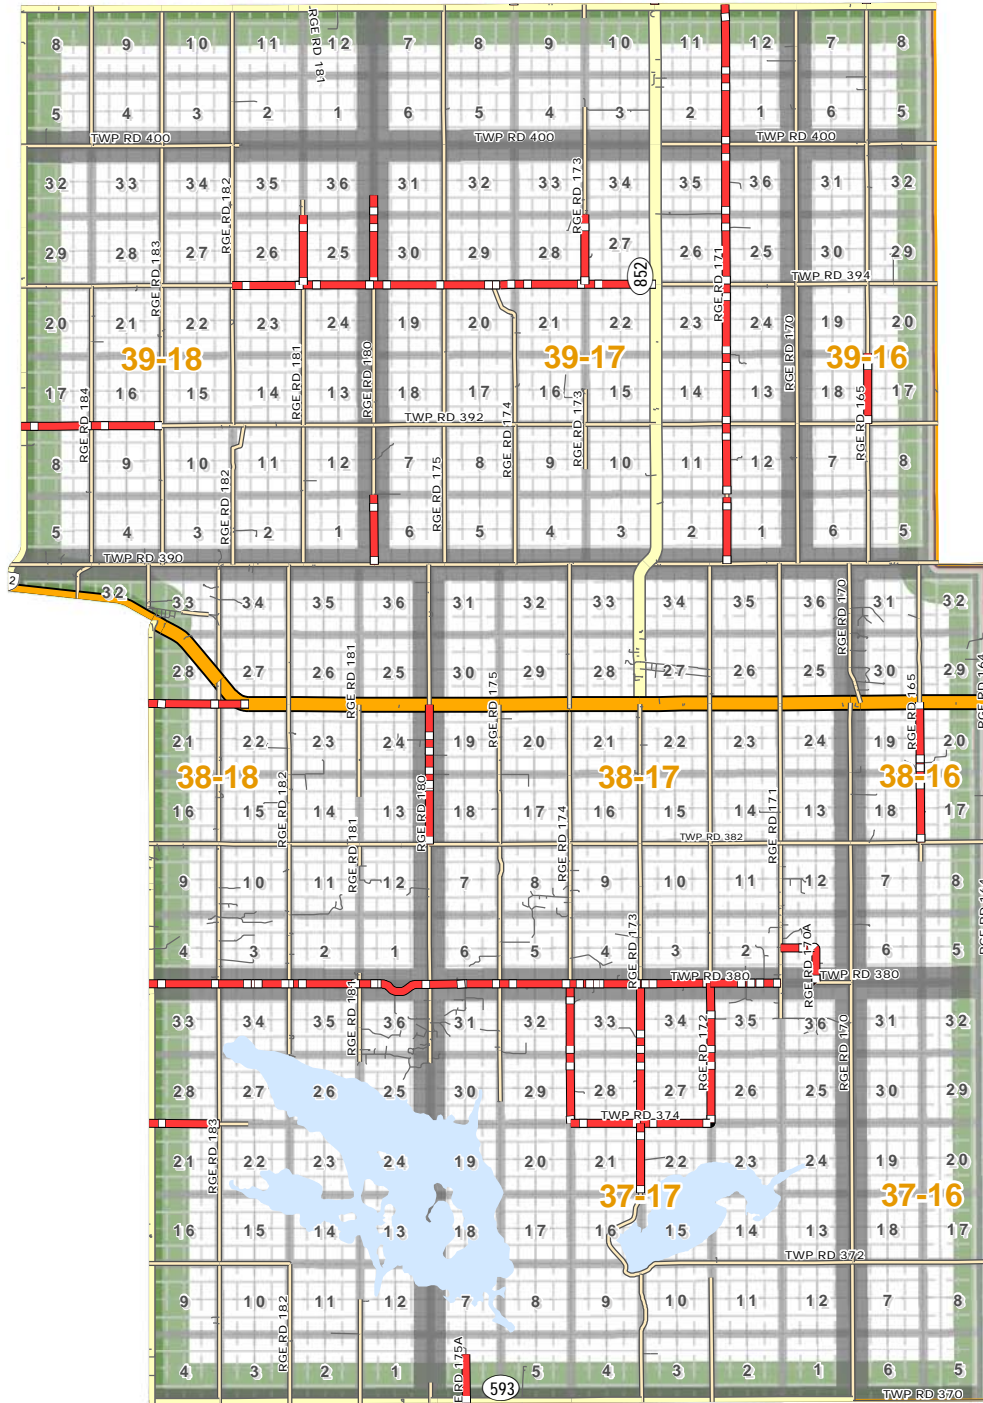 8 9 10 11 12 7 8 9 10 11 12 7 8
RGE RD 181
5 4 3 2 1 6 5 4 3 2 1 6 5
TWP RD 400 TWP RD 400 TWP RD 400
32 33 34 35 36 31 32 33 34 35 36 31 32
RGE RD 182 RGE RD 173
29 28 27 26 25 30 29 28 27 26 25 30 29
RGE RD 183 852 RGE RD 171
TWP RD 394
20 21 22 23 24 19 20 21 22 23 24 19 20
39-18 39-17 39-16
RGE RD 181 RGE RD 180 RGE RD 170
17 16 15 14 13 18 17 16 15 14 13 18 17
RGE RD 184 RGE RD 174 RGE RD 173 RGE RD 165
TWP RD 392
8 9 10 11 12 7 8 9 10 11 12 7 8
RGE RD 182 RGE RD 175
5 4 3 2 1 6 5 4 3 2 1 6 5
TWP RD 390
2
32 33 34 35 36 31 32 33 34 35 36 31 32
RGE RD 170
28 27 26 25 30 29 28 27 26 25 30 29
RGE RD 181 RGE RD 175 RGE RD 165 RGE RD 164
21 22 23 24 19 20 21 22 23 24 19 20
38-18 38-17 38-16
RGE RD 182 RGE RD 180 RGE RD 171
16 15 14 13 18 17 16 15 14 13 18 17
RGE RD 181 RGE RD 174
TWP RD 382
9 10 11 12 7 8 9 10 11 12 7 8
RGE RD 173 RGE RD 170A RGE RD 164
4 3 2 1 6 5 4 3 2 6 5
TWP RD 380 TWP RD 380
RGE RD 181
33 34 35 36 31 32 33 34 35 36 31 32
RGE RD 172 RGE RD 170
28 27 26 25 30 29 28 27 26 25 30 29
TWP RD 374
RGE RD 183
21 22 23 24 19 20 21 22 23 24 19 20
37-17 37-16
16 15 14 13 18 17 16 15 14 13 18 17
TWP RD 372
9 10 11 12 7 8 9 10 11 12 7 8
RGE RD 182
4 3 2 1 5 4 3 2 1 6 5
E RD 175A
593
TWP RD 370